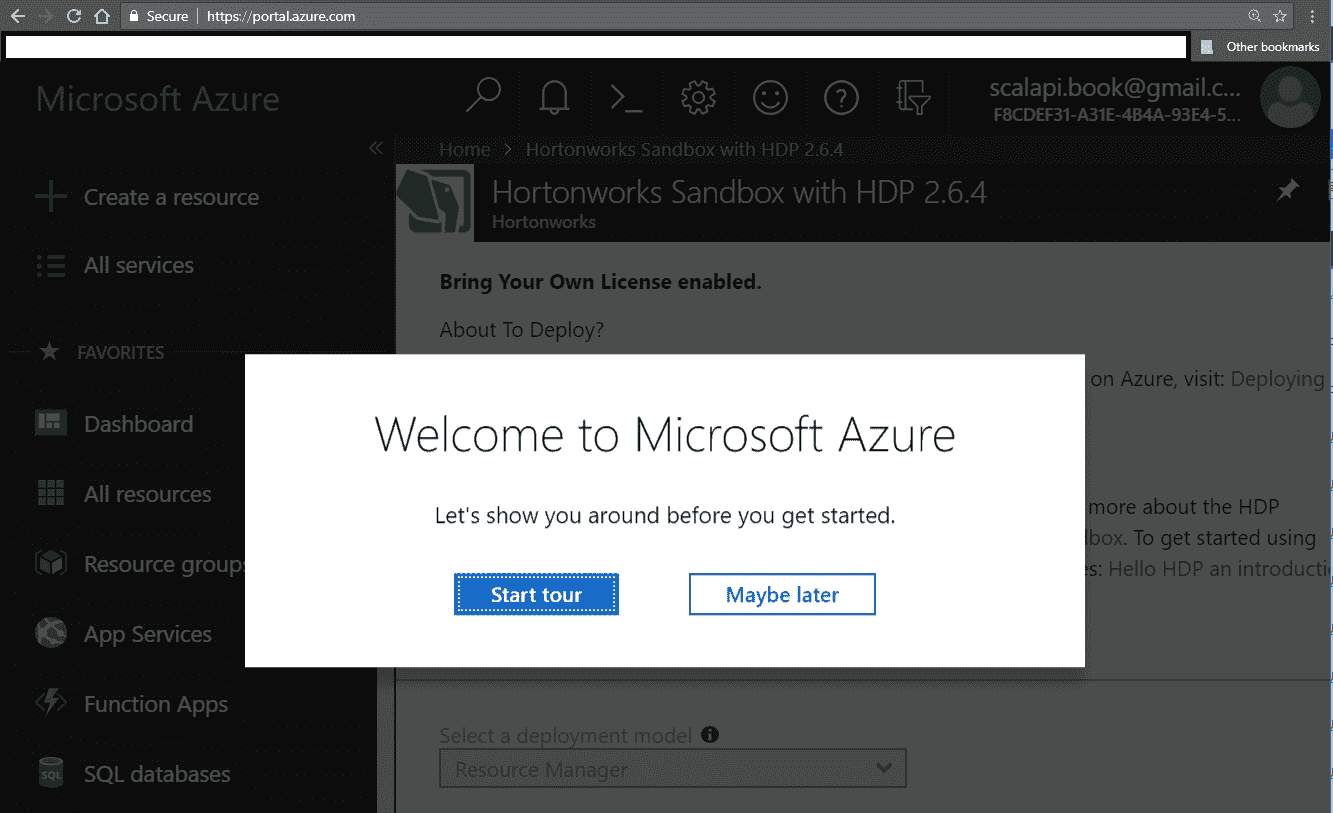 Secure https://portal.azure.com
Other bookmarks
Microsoft Azure
scalapi.book@gmail.c...
F8CDEF31-A31E-4B4A-93E4-5...
Home > Hortonworks Sandbox with HDP 2.6.4
Hortonworks Sandbox with HDP 2.6.4
Hortonworks
Create a resource
All services
FAVORITES
Dashboard
All resources
Resource groups
App Services
Function Apps
SQL
SQL databases
Bring Your Own License enabled.
About To Deploy?
on Azure, visit: Deploying
Welcome to Microsoft Azure
Let's show you around before you get started.
Start tour
Maybe later
more about the HDP
To get started using
Hello HDP an
Select a deployment model
Resource Manager